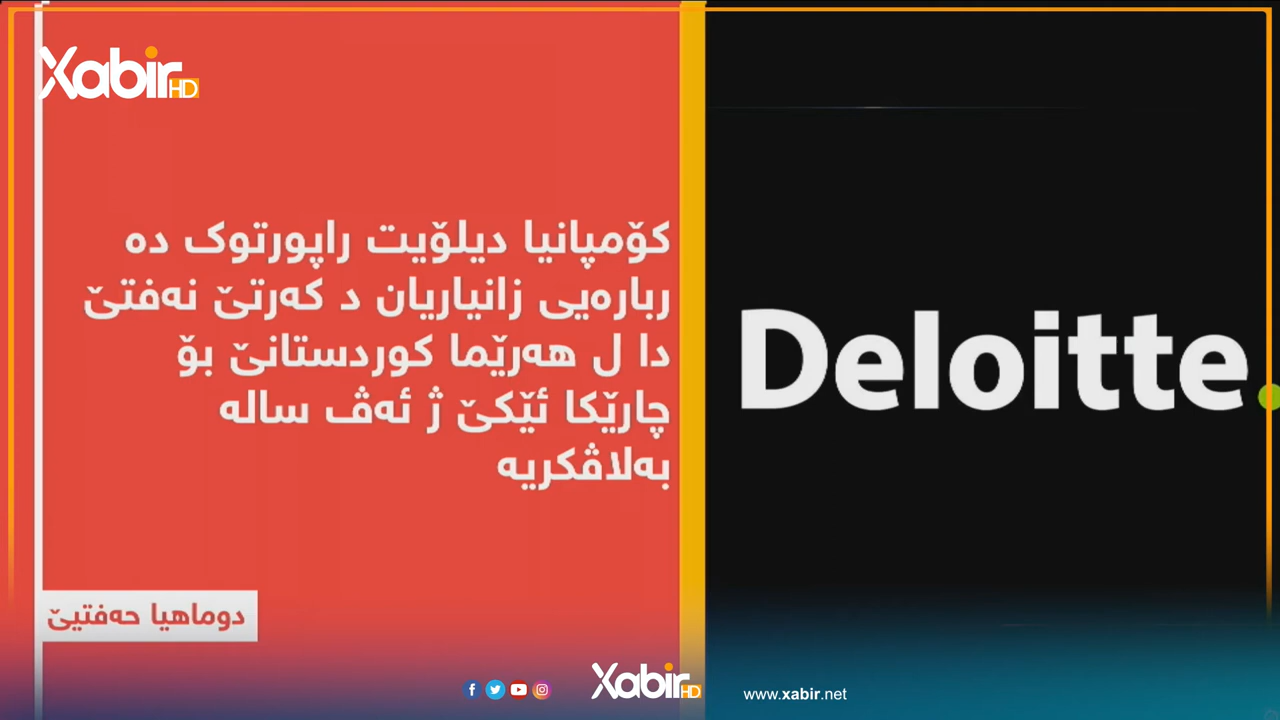 Xabir HD
کۆمپانیا دیلۆیت راپورتوک ده
ربارەیی زانیاریان د کەرتێ نەفتێ
دا ل هەرێما کوردستانێ بۆ
چارێکا ئێکێ ژ ئەڤ ساله
بەلاڤکریه
Deloitte.
دوماهیا حەفتیێ
Xabir HD
www.xabir.net